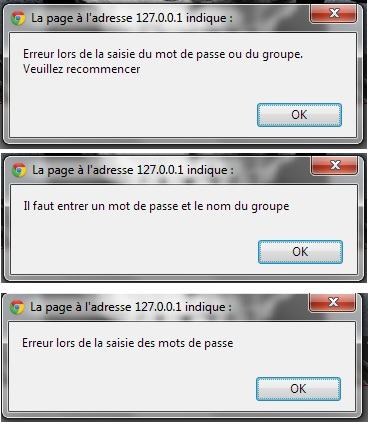 La page à l'adresse 127.0.0.1 indique :
Erreur lors de la saisie du mot de passe ou du groupe.
Veuillez recommencer
OK
La page à l'adresse 127.0.0.1 indique :
Il faut entrer un mot de passe et le nom du groupe
OK
La page à l'adresse 127.0.0.1 indique :
Erreur lors de la saisie des mots de passe
OK